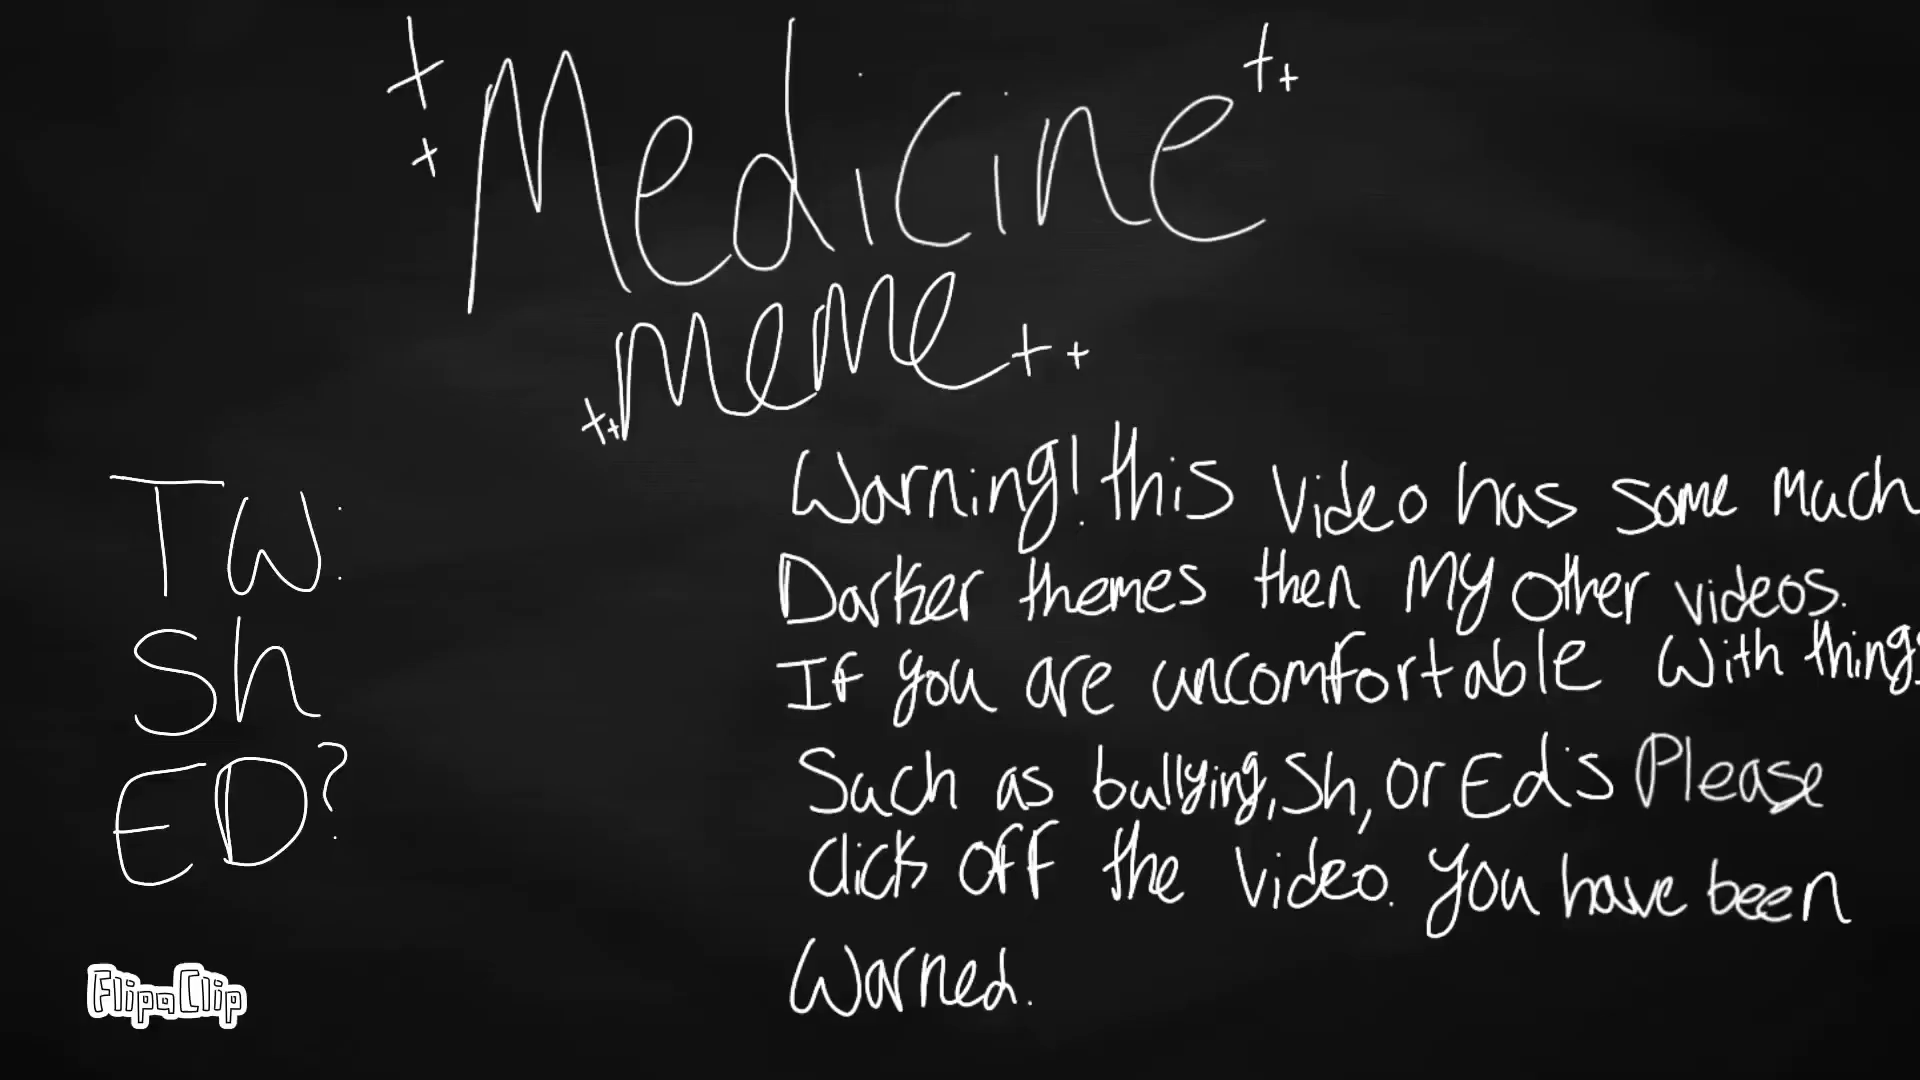 Medicine
meme
TW:
Sh
ED?
Warning! this video has some much
Darker themes then My other videos.
If you are uncomfortable with things
Such as bullying, Sh, or Ed's Please
click off the video. you have been
Warned.
FlipaClip